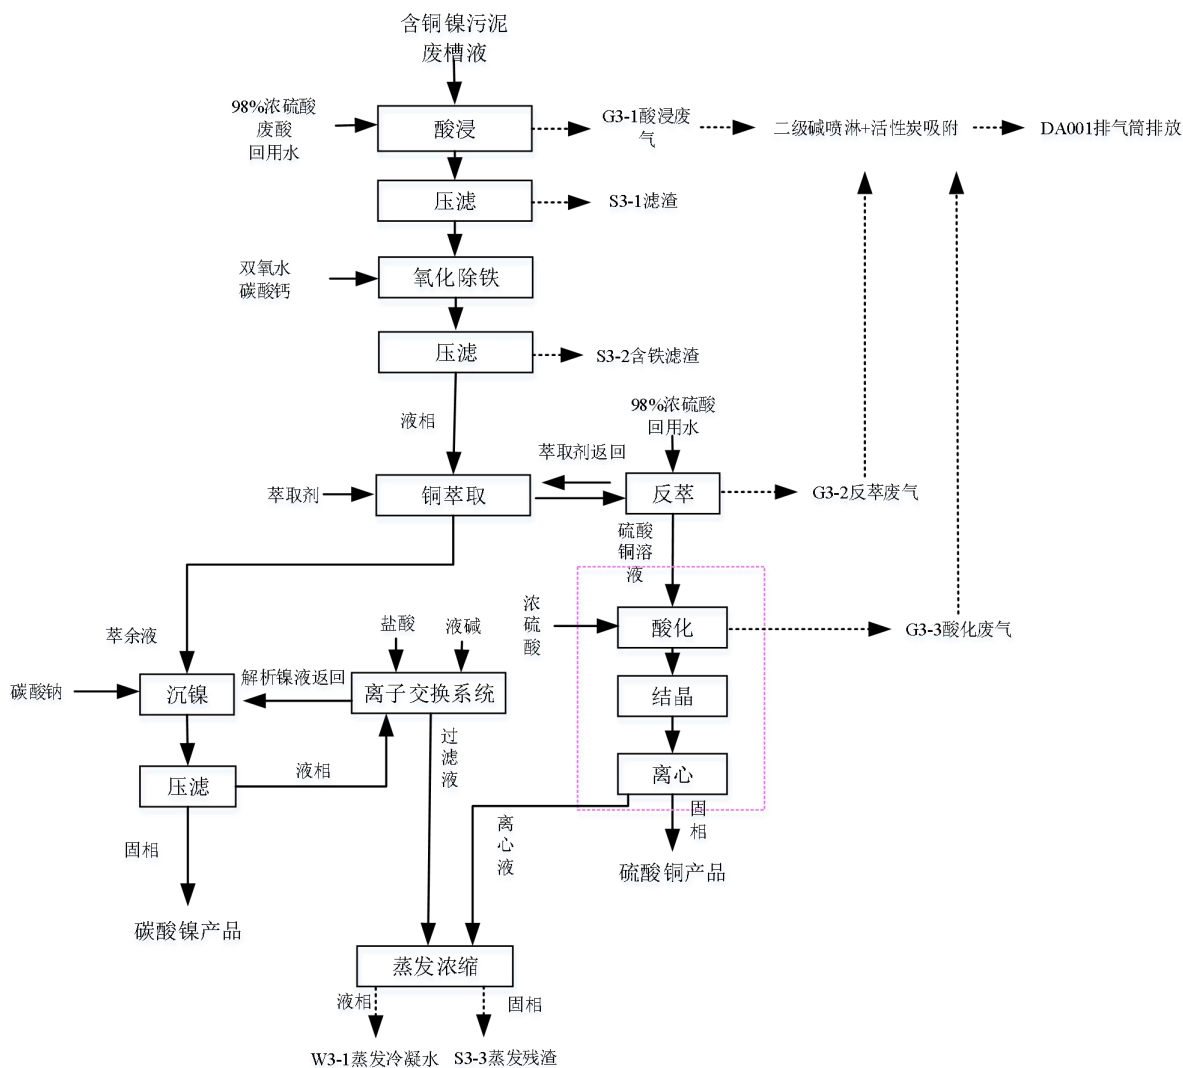 含铜镍污泥
废槽液
98%浓硫酸
废酸
回用水
酸浸
G3-1酸浸废
气
二级碱喷淋+活性炭吸附
DA001排气筒排放
压滤
S3-1滤渣
双氧水
碳酸钙
氧化除铁
压滤
S3-2含铁滤渣
液相
98%浓硫酸
回用水
萃取剂返回
萃取剂
铜萃取
反萃
G3-2反萃废气
硫酸
铜溶
液
浓
硫
酸
酸化
G3-3酸化废气
萃余液
盐酸
液碱
碳酸钠
沉镍
解析镍液返回
离子交换系统
结晶
过
滤
液
压滤
液相
离心
固
相
离
心
液
固相
硫酸铜产品
碳酸镍产品
蒸发浓缩
液相
固相
W3-1蒸发冷凝水
S3-3蒸发残渣